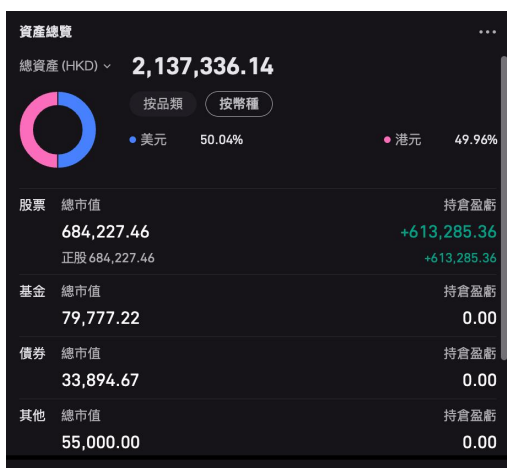 資產總覽
總資產 (HKD) 2,137,336.14
按品類 按幣種
美元 50.04% 港元 49.96%
股票 總市值 持倉盈虧
684,227.46 +613,285.36
正股 684,227.46 +613,285.36
基金 總市值 持倉盈虧
79,777.22 0.00
債券 總市值 持倉盈虧
33,894.67 0.00
其他 總市值 持倉盈虧
55,000.00 0.00